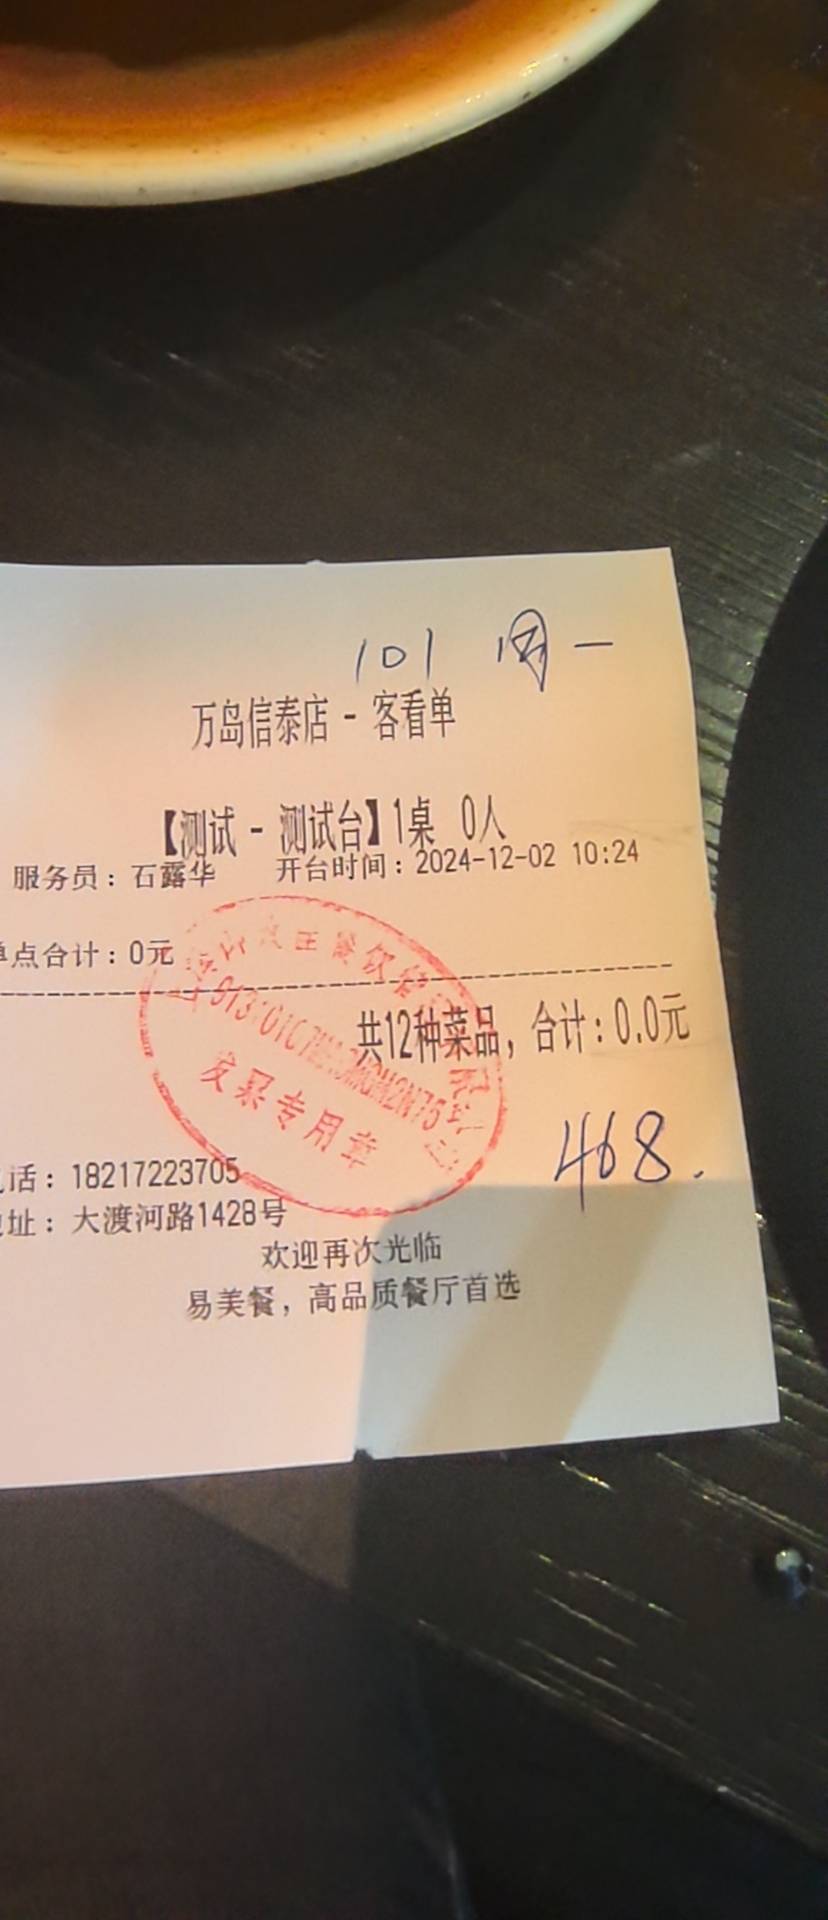 101 周一
万岛信泰店 - 客看单
【测试 - 测试台】1桌 0人
服务员：石露华 开台时间：2024-12-02 10:24
单点合计：0元
共12种菜品，合计：0.0元
发票专用章
468.
话：18217223705
址：大渡河路1428号
欢迎再次光临
易美餐，高品质餐厅首选